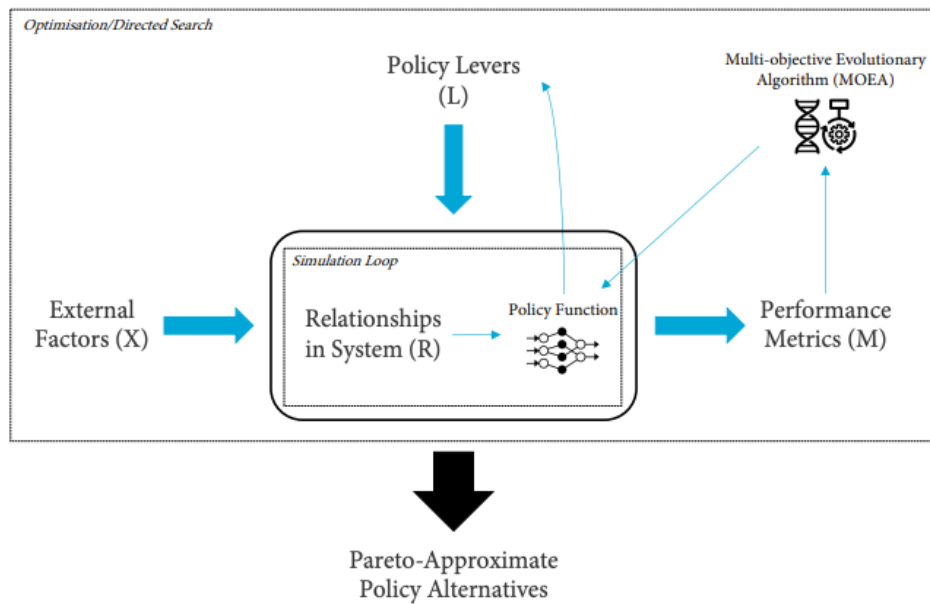 Optimisation/Directed Search
Policy Levers
(L)
Multi-objective Evolutionary
Algorithm (MOEA)
Simulation Loop
External
Factors (X)
Relationships
in System (R)
Policy Function
Performance
Metrics (M)
Pareto-Approximate
Policy Alternatives